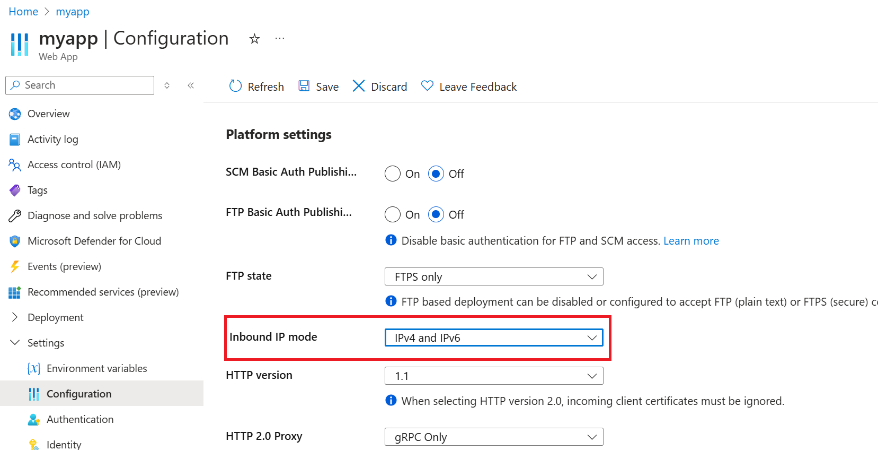 Home > myapp
myapp | Configuration ☆ ···
Web App
Search
Refresh Save Discard Leave Feedback
Overview
Activity log
Access control (IAM)
Tags
Diagnose and solve problems
Microsoft Defender for Cloud
Events (preview)
Recommended services (preview)
Deployment
Settings
Environment variables
Configuration
Authentication
Identity
Platform settings
SCM Basic Auth Publishi... On Off
FTP Basic Auth Publishi... On Off
Disable basic authentication for FTP and SCM access. Learn more
FTP state FTPS only
FTP based deployment can be disabled or configured to accept FTP (plain text) or FTPS (secure) c
Inbound IP mode IPv4 and IPv6
HTTP version 1.1
When selecting HTTP version 2.0, incoming client certificates must be ignored.
HTTP 2.0 Proxy gRPC Only